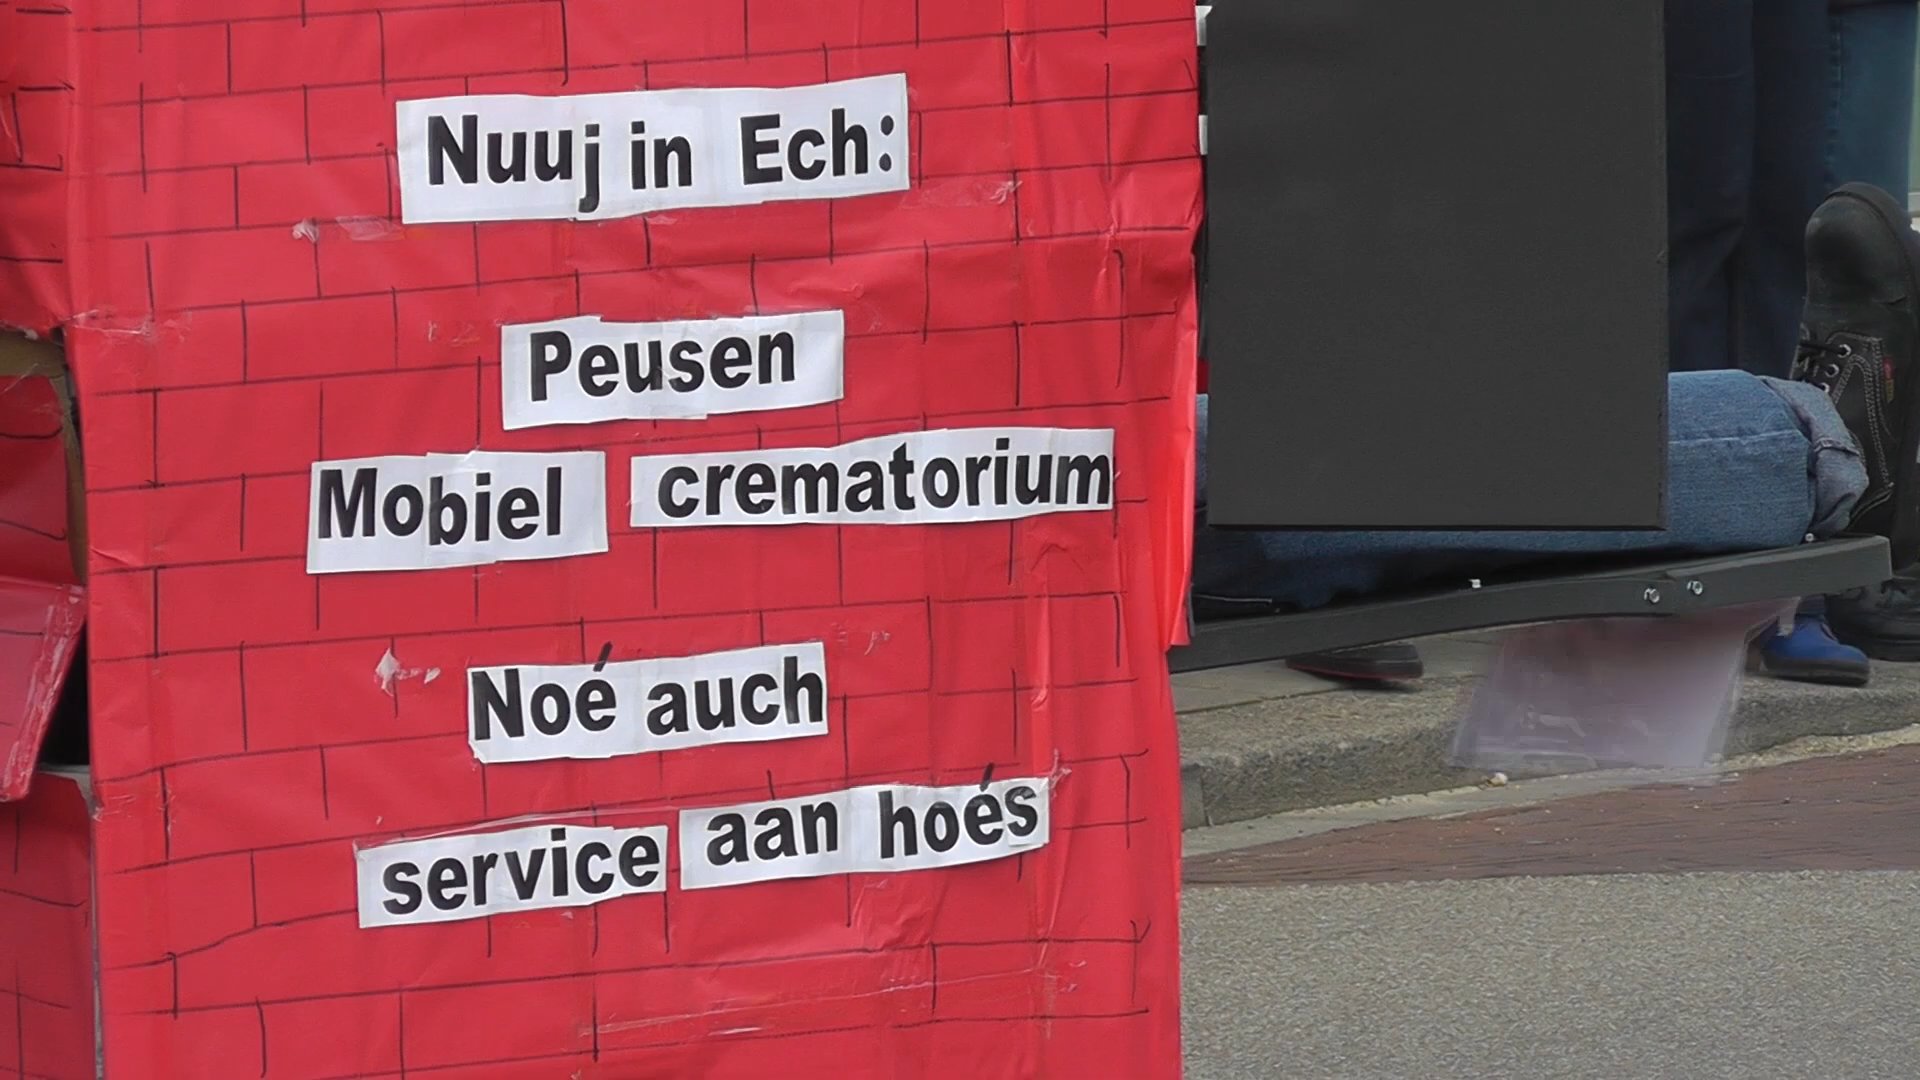 Nuuj in Ech:
Peusen
Mobiel crematorium
Noé auch
service aan hoés